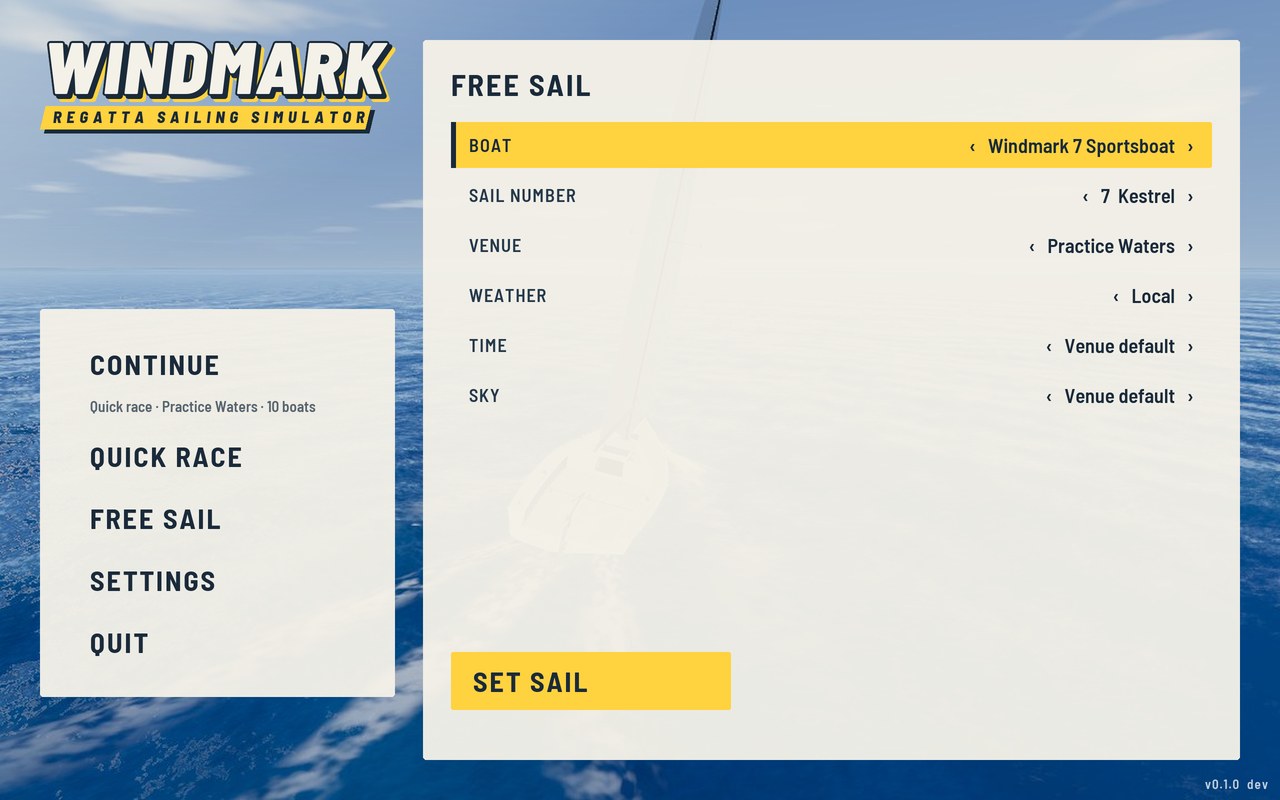 WINDMARK
REGATTA SAILING SIMULATOR
CONTINUE
Quick race · Practice Waters · 10 boats
QUICK RACE
FREE SAIL
SETTINGS
QUIT
FREE SAIL
BOAT ‹ Windmark 7 Sportsboat ›
SAIL NUMBER ‹ 7 Kestrel ›
VENUE ‹ Practice Waters ›
WEATHER ‹ Local ›
TIME ‹ Venue default ›
SKY ‹ Venue default ›
SET SAIL
v0.1.0 dev